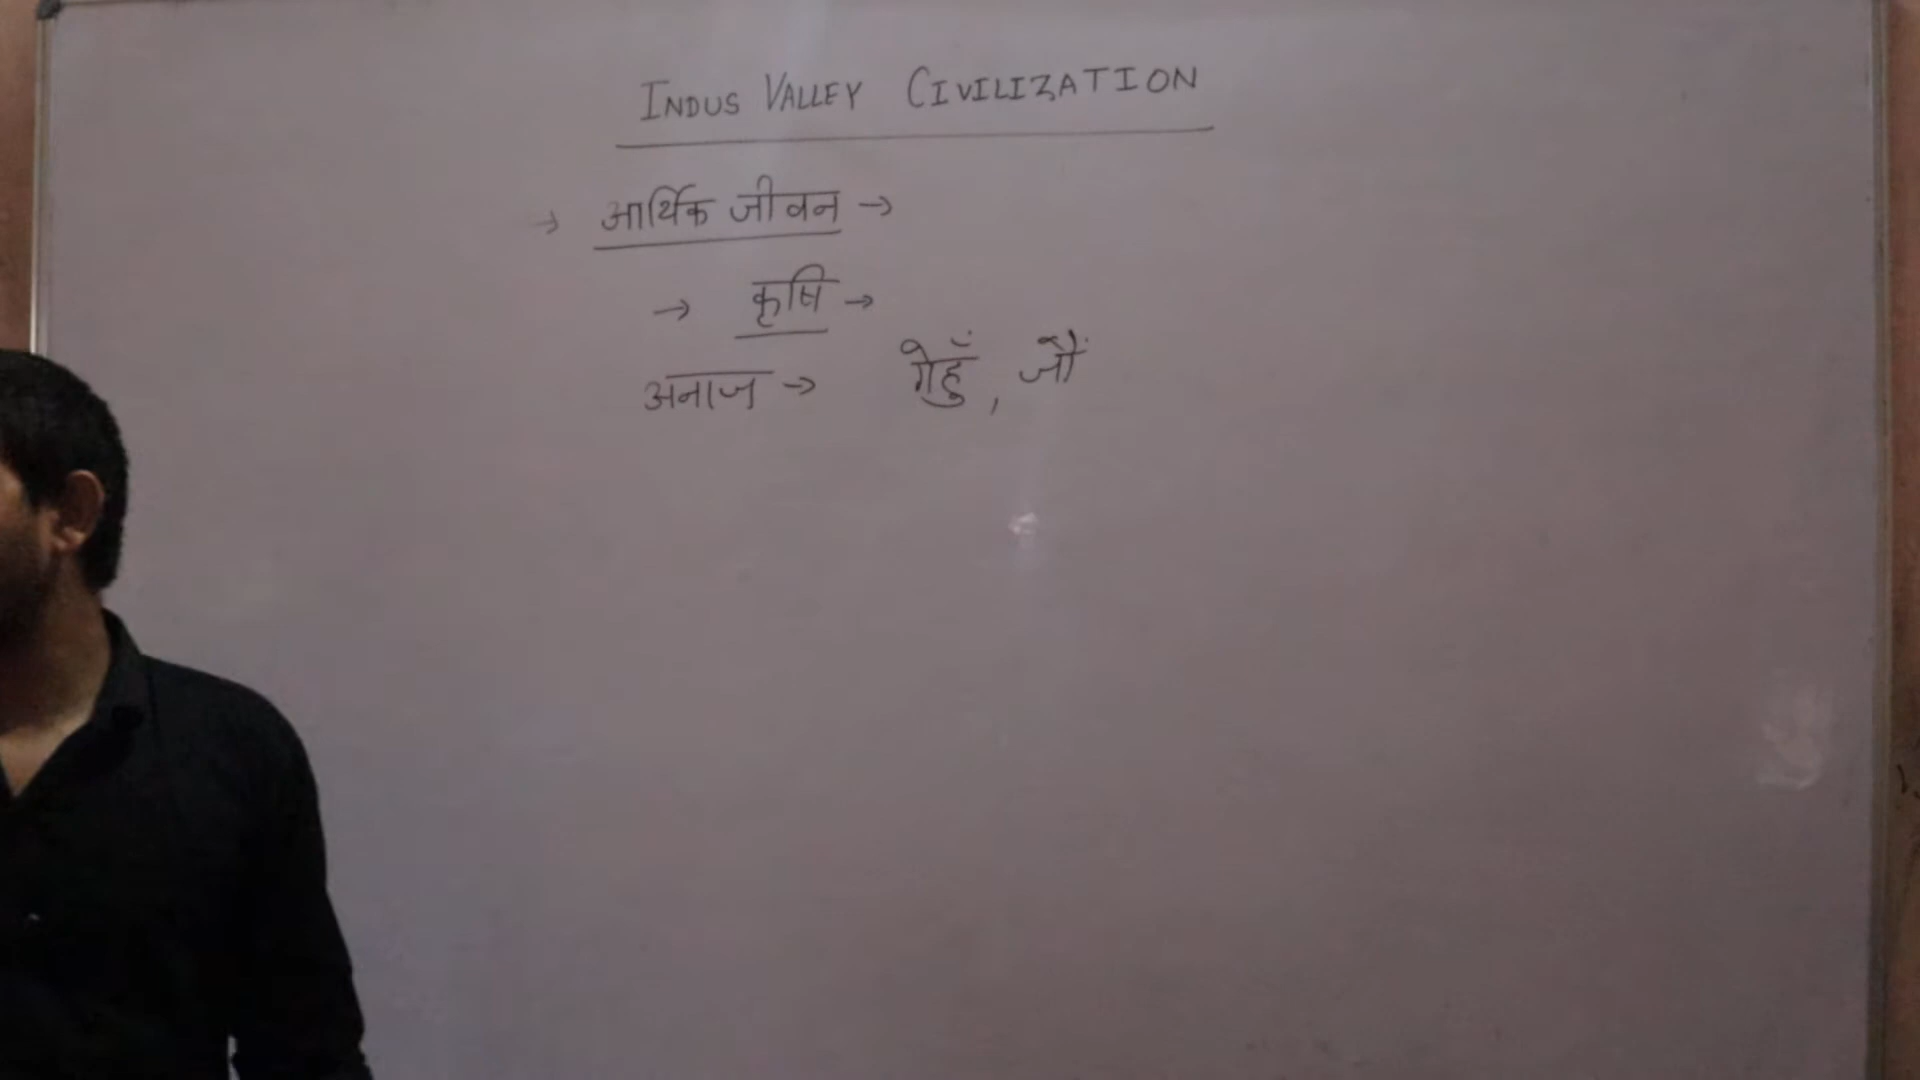 INDUS VALLEY CIVILIZATION
→ आर्थिक जीवन →
→ कृषि →
अनाज → गेहुँ, जौं